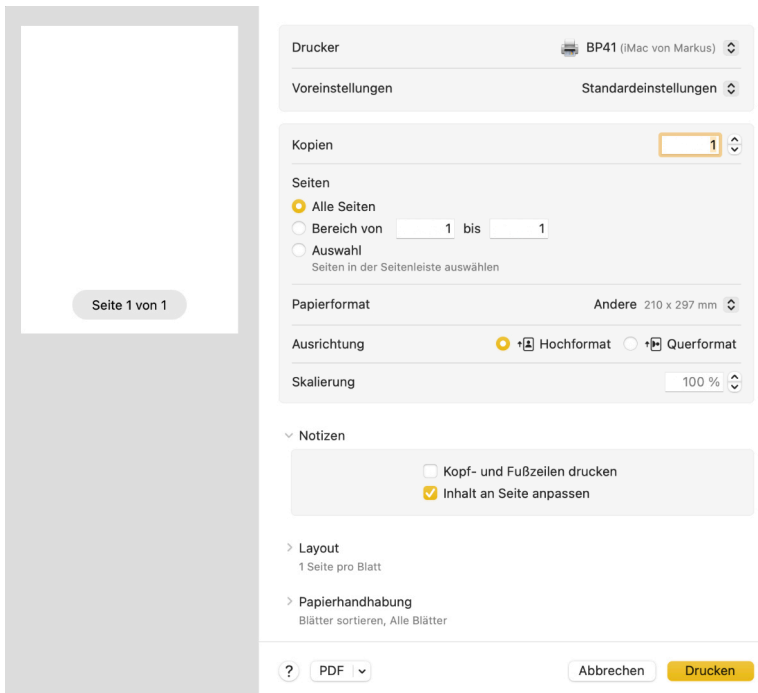 Seite 1 von 1
Drucker BP41 (iMac von Markus)
Voreinstellungen Standardeinstellungen
Kopien 1
Seiten
Alle Seiten
Bereich von 1 bis 1
Auswahl
Seiten in der Seitenleiste auswählen
Papierformat Andere 210 x 297 mm
Ausrichtung Hochformat Querformat
Skalierung 100 %
Notizen
Kopf- und Fußzeilen drucken
Inhalt an Seite anpassen
Layout
1 Seite pro Blatt
Papierhandhabung
Blätter sortieren, Alle Blätter
? PDF Abbrechen Drucken